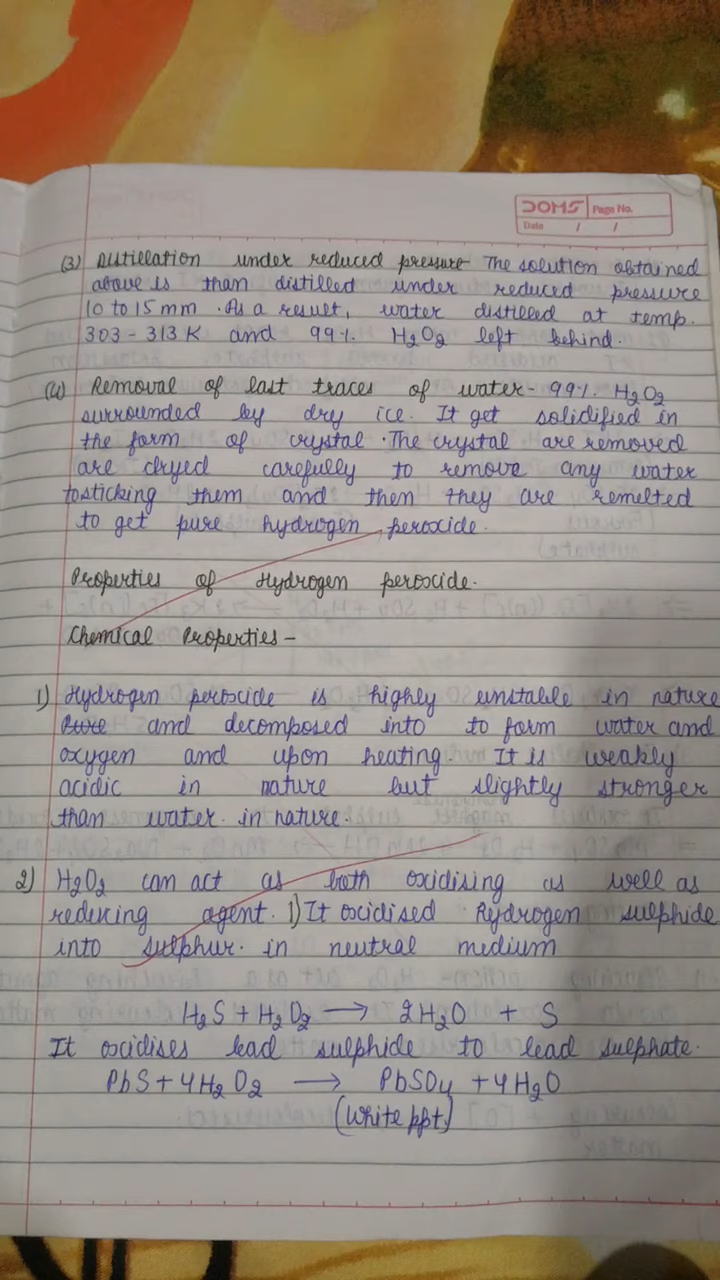 DOMS Page No.
Date / /
(3) Distillation under reduced pressure - The solution obtained
above is than distilled under reduced pressure
10 to 15 mm. As a result, water distilled at temp.
303 - 313 K and 99%. H₂O₂ left behind.
(4) Removal of last traces of water - 99%. H₂O₂
surrounded by dry ice. It get solidified in
the form of crystal. The crystal are removed
are dryed carefully to remove any water
to sticking them and then they are remelted
to get pure hydrogen peroxide.
Properties of Hydrogen peroxide.
Chemical Properties -
1) Hydrogen peroxide is highly unstable in nature
Pure and decomposed into to form water and
oxygen and upon heating. It is weakly
acidic in nature but slightly stronger
than water in nature.
2) H₂O₂ can act as both oxidising as well as
reducing agent. 1) It oxidised Hydrogen sulphide
into sulphur. in neutral medium
H₂S + H₂O₂ → 2H₂O + S
It oxidises lead sulphide to lead sulphate.
PbS + 4H₂O₂ → PbSO₄ + 4H₂O
(White ppt)